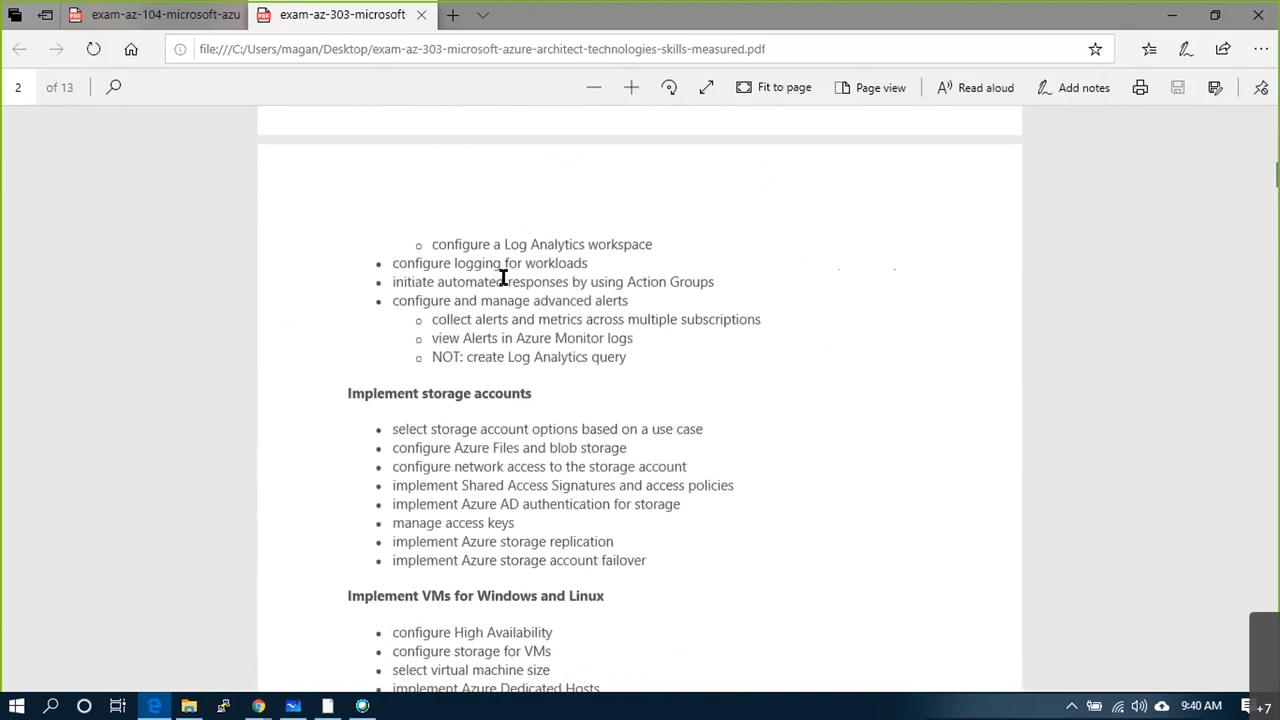 exam-az-104-microsoft-azu
exam-az-303-microsoft
file:///C:/Users/magan/Desktop/exam-az-303-microsoft-azure-architect-technologies-skills-measured.pdf
2 of 13
Fit to page
Page view
Read aloud
Add notes
configure a Log Analytics workspace
configure logging for workloads
initiate automated responses by using Action Groups
configure and manage advanced alerts
collect alerts and metrics across multiple subscriptions
view Alerts in Azure Monitor logs
NOT: create Log Analytics query
Implement storage accounts
select storage account options based on a use case
configure Azure Files and blob storage
configure network access to the storage account
implement Shared Access Signatures and access policies
implement Azure AD authentication for storage
manage access keys
implement Azure storage replication
implement Azure storage account failover
Implement VMs for Windows and Linux
configure High Availability
configure storage for VMs
select virtual machine size
implement Azure Dedicated Hosts
9:40 AM
+7